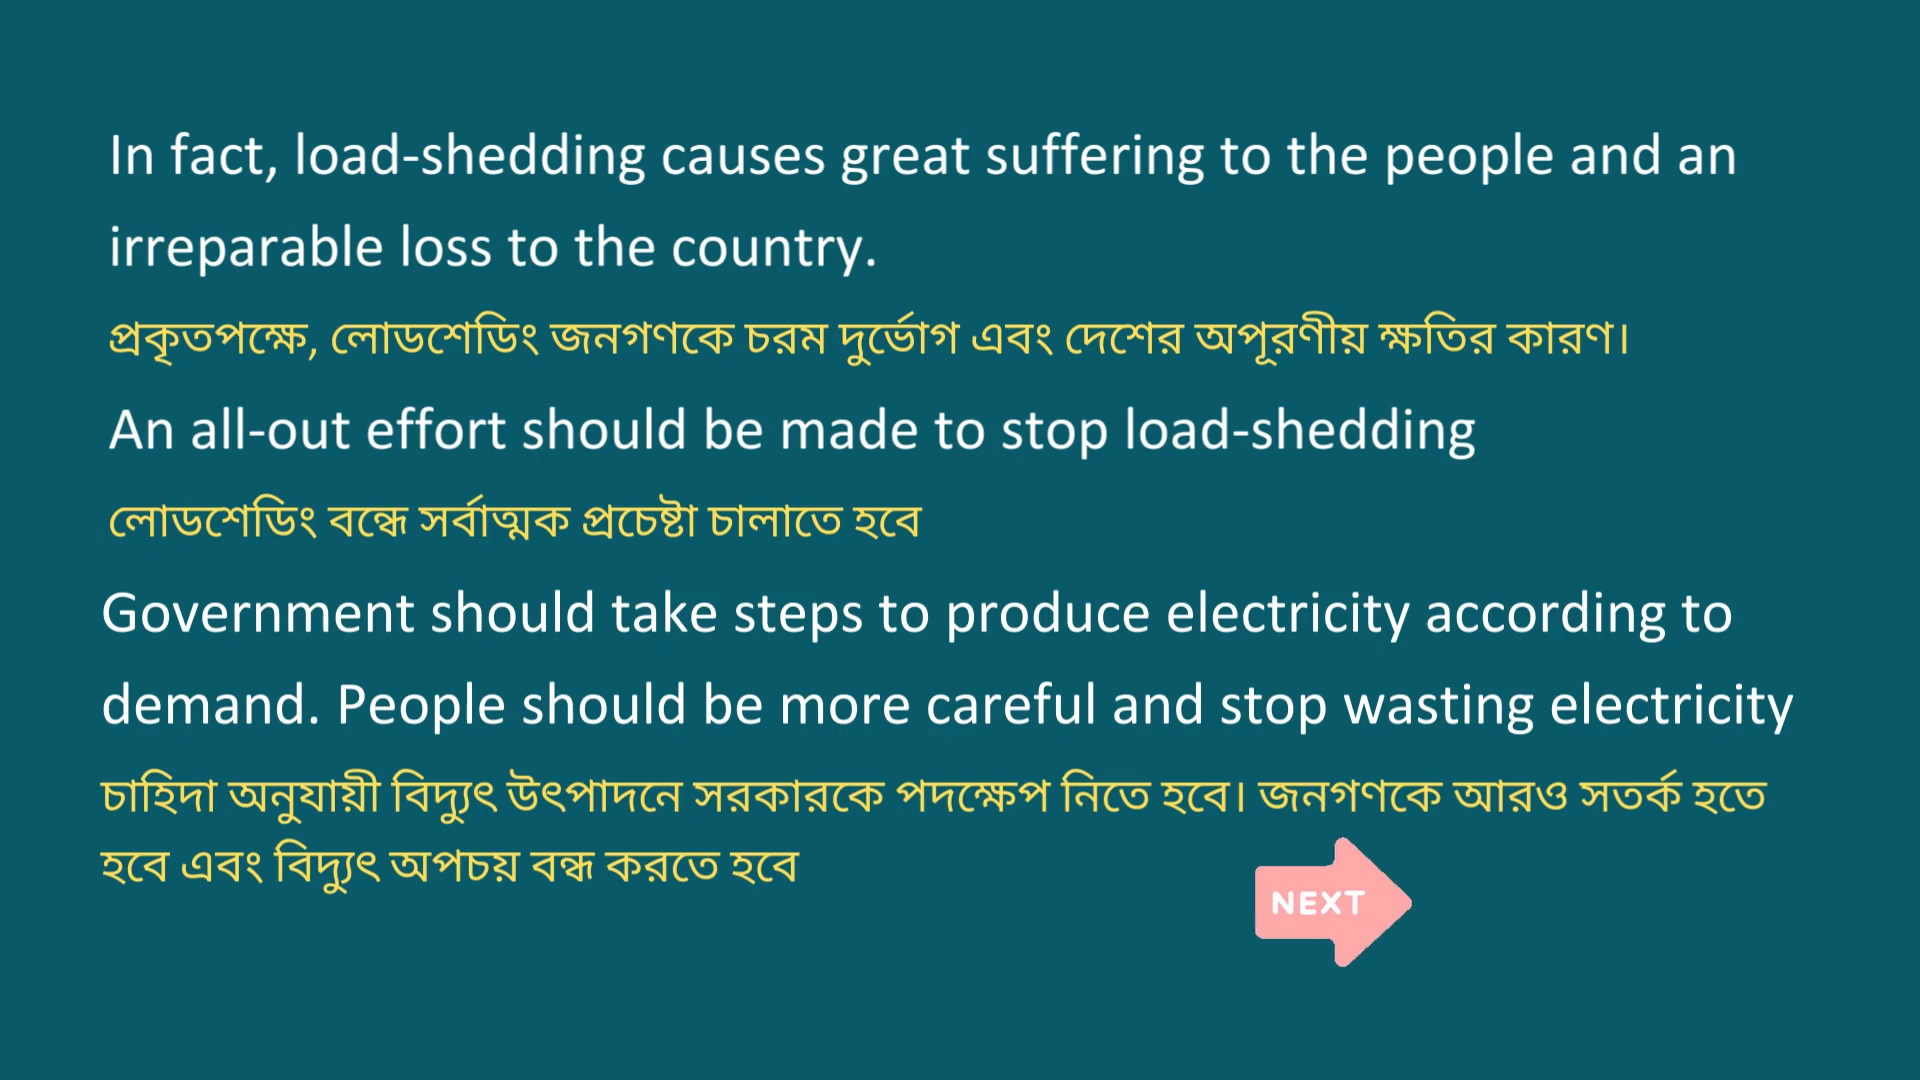 In fact, load-shedding causes great suffering to the people and an
irreparable loss to the country.
প্রকৃতপক্ষে, লোডশেডিং জনগণকে চরম দুর্ভোগ এবং দেশের অপূরণীয় ক্ষতির কারণ।
An all-out effort should be made to stop load-shedding
লোডশেডিং বন্ধে সর্বাত্মক প্রচেষ্টা চালাতে হবে
Government should take steps to produce electricity according to
demand. People should be more careful and stop wasting electricity
চাহিদা অনুযায়ী বিদ্যুৎ উৎপাদনে সরকারকে পদক্ষেপ নিতে হবে। জনগণকে আরও সতর্ক হতে
হবে এবং বিদ্যুৎ অপচয় বন্ধ করতে হবে
NEXT